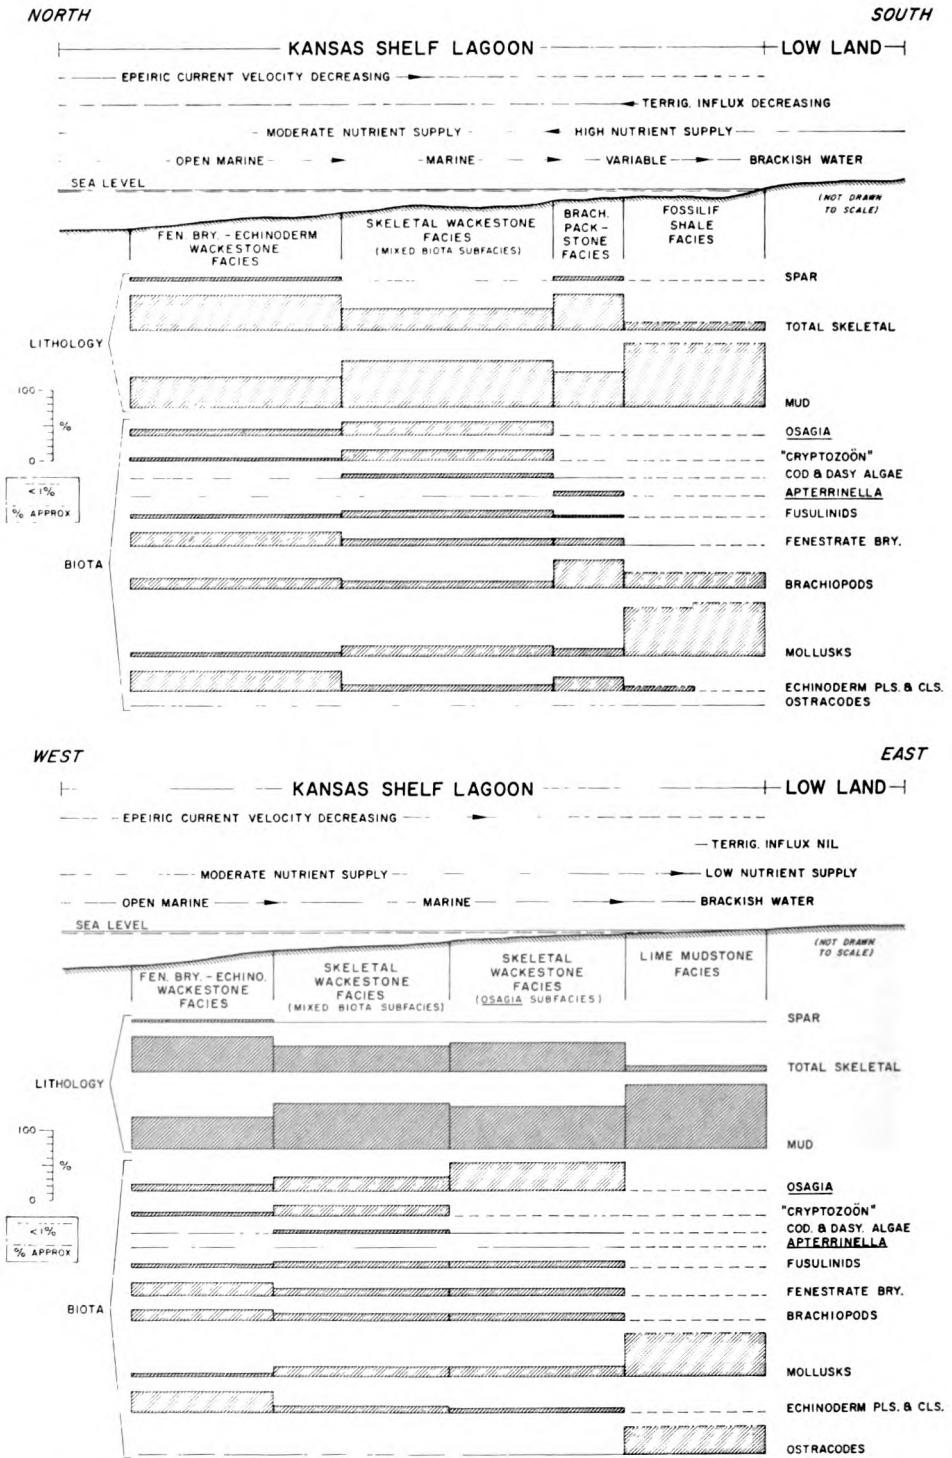 NORTH SOUTH
KANSAS SHELF LAGOON LOW LAND
EPEIRIC CURRENT VELOCITY DECREASING
TERRIG. INFLUX DECREASING
MODERATE NUTRIENT SUPPLY HIGH NUTRIENT SUPPLY
OPEN MARINE MARINE VARIABLE BRACKISH WATER
SEA LEVEL
(NOT DRAWN
TO SCALE)
FEN. BRY. - ECHINODERM
WACKESTONE
FACIES
SKELETAL WACKESTONE
FACIES
(MIXED BIOTA SUBFACIES)
BRACH.
PACK-
STONE
FACIES
FOSSILIF
SHALE
FACIES
SPAR
TOTAL SKELETAL
LITHOLOGY
MUD
100
%
0
<1%
% APPROX
OSAGIA
"CRYPTOZOÖN"
COD & DASY ALGAE
APTERRINELLA
FUSULINIDS
FENESTRATE BRY.
BIOTA
BRACHIOPODS
MOLLUSKS
ECHINODERM PLS. & CLS.
OSTRACODES
WEST EAST
KANSAS SHELF LAGOON LOW LAND
EPEIRIC CURRENT VELOCITY DECREASING
TERRIG. INFLUX NIL
MODERATE NUTRIENT SUPPLY LOW NUTRIENT SUPPLY
OPEN MARINE MARINE BRACKISH WATER
SEA LEVEL
(NOT DRAWN
TO SCALE)
FEN. BRY. - ECHINO.
WACKESTONE
FACIES
SKELETAL
WACKESTONE
FACIES
(MIXED BIOTA SUBFACIES)
SKELETAL
WACKESTONE
FACIES
(OSAGIA SUBFACIES)
LIME MUDSTONE
FACIES
SPAR
TOTAL SKELETAL
LITHOLOGY
MUD
100
%
0
<1%
% APPROX
OSAGIA
"CRYPTOZOÖN"
COD. & DASY. ALGAE
APTERRINELLA
FUSULINIDS
FENESTRATE BRY.
BIOTA
BRACHIOPODS
MOLLUSKS
ECHINODERM PLS. & CLS.
OSTRACODES